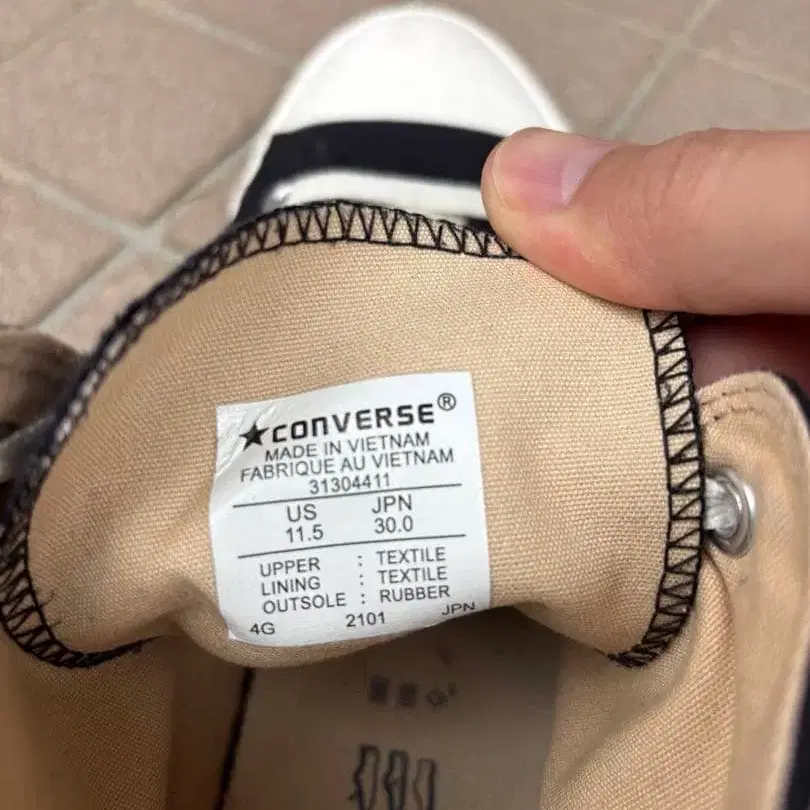 ★CONVERSE®
MADE IN VIETNAM
FABRIQUE AU VIETNAM
31304411
US JPN
11.5 30.0
UPPER : TEXTILE
LINING : TEXTILE
OUTSOLE : RUBBER
4G 2101 JPN